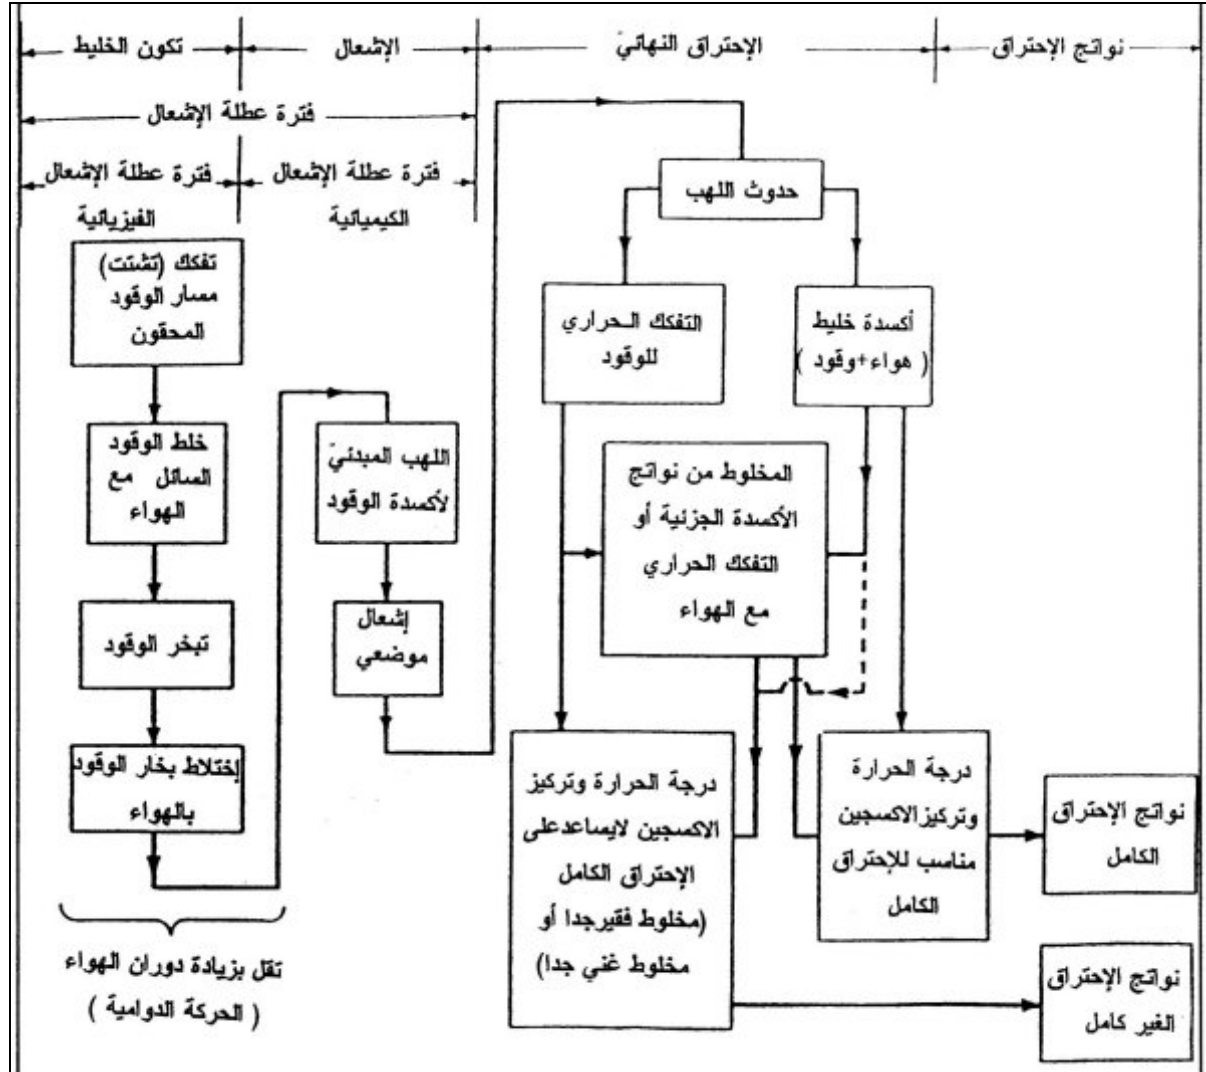 تكون الخليط
الإشعال
الإحتراق النهائيّ
نواتج الإحتراق
فترة عطلة الإشعال
فترة عطلة الإشعال
الفيزيائية
فترة عطلة الإشعال
الكيميائية
تفكك (تشتت)
مسار الوقود
المحقون
خلط الوقود
السائل مع
الهواء
تبخر الوقود
إختلاط بخار الوقود
بالهواء
تقل بزيادة دوران الهواء
( الحركة الدوامية )
اللهب المبدئيّ
لأكسدة الوقود
إشعال
موضعي
حدوث اللهب
التفكك الحراري
للوقود
أكسدة خليط
( هواء+وقود )
المخلوط من نواتج
الأكسدة الجزئية أو
التفكك الحراري
مع الهواء
درجة الحرارة وتركيز
الاكسجين لايساعدعلى
الإحتراق الكامل
(مخلوط فقيرجدا أو
مخلوط غني جدا)
درجة الحرارة
وتركيزالاكسجين
مناسب للإحتراق
الكامل
نواتج الإحتراق
الكامل
نواتج الإحتراق
الغير كامل